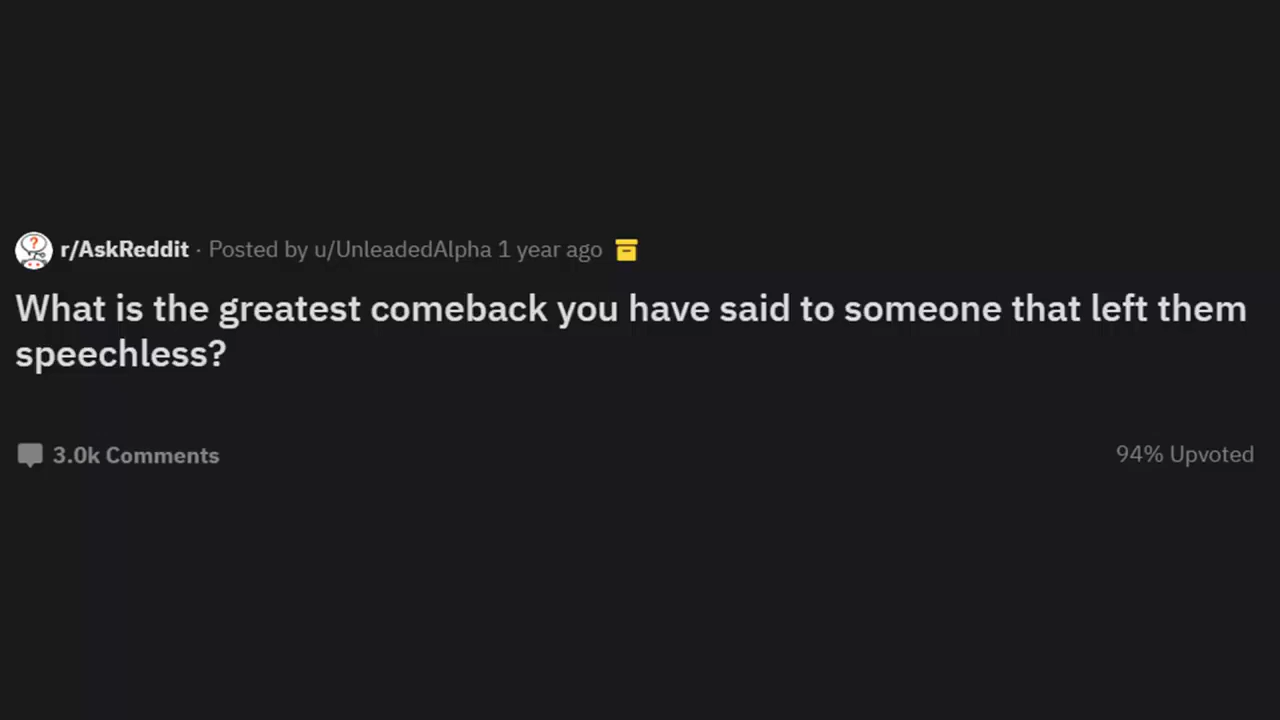 r/AskReddit · Posted by u/UnleadedAlpha 1 year ago
What is the greatest comeback you have said to someone that left them
speechless?
3.0k Comments
94% Upvoted